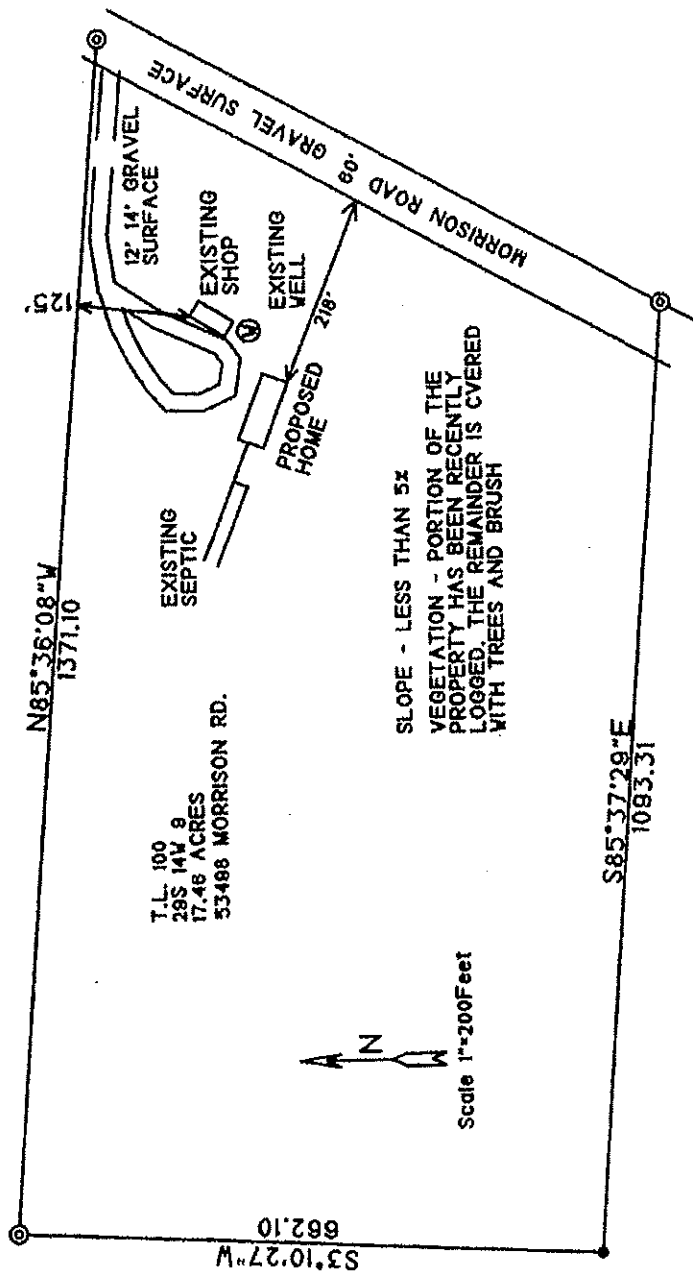 N85°36'08"W
1371.10
125'
12' 14' GRAVEL
SURFACE
EXISTING
SHOP
EXISTING
WELL
W
MORRISON ROAD 60' GRAVEL SURFACE
218'
PROPOSED
HOME
EXISTING
SEPTIC
T.L. 100
29S 14W 9
17.46 ACRES
53498 MORRISON RD.
SLOPE - LESS THAN 5%
VEGETATION - PORTION OF THE
PROPERTY HAS BEEN RECENTLY
LOGGED. THE REMAINDER IS CVERED
WITH TREES AND BRUSH
N
Scale 1"=200Feet
S3°10'27"W
662.10
S85°37'29"E
1093.31